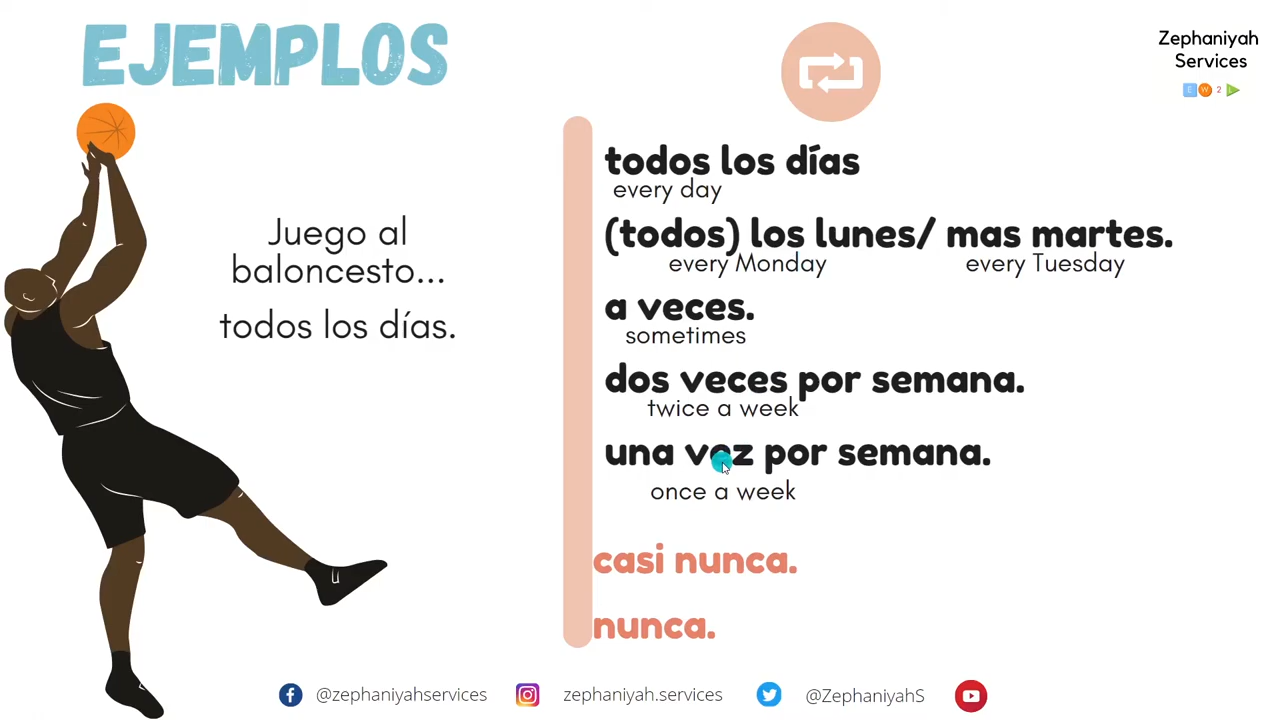 EJEMPLOS
Zephaniyah
Services
E W 2
Juego al
baloncesto...
todos los días.
todos los días
every day
(todos) los lunes/ mas martes.
every Monday every Tuesday
a veces.
sometimes
dos veces por semana.
twice a week
una vez por semana.
once a week
casi nunca.
nunca.
@zephaniyahservices zephaniyah.services @ZephaniyahS